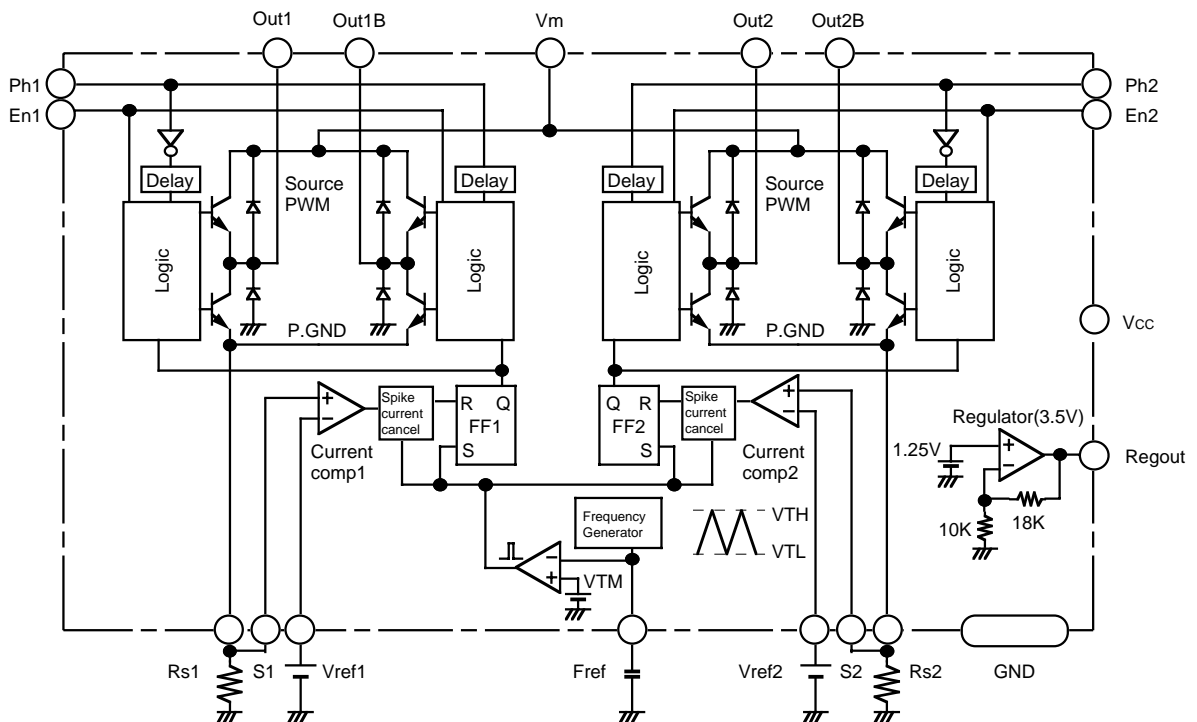 Out1
Out1B
Vm
Out2
Out2B
Ph1
Ph2
En1
En2
Delay
Source
PWM
Delay
Delay
Source
PWM
Delay
Logic
Logic
Logic
Logic
P.GND
P.GND
VCC
+
−
Spike
current
cancel
R Q
FF1
S
Current
comp1
Q R
FF2
S
Spike
current
cancel
+
−
Current
comp2
Regulator(3.5V)
1.25V
+
−
Regout
18K
10K
Frequency
Generator
VTH
VTL
−
+
VTM
Rs1
S1
Vref1
Fref
Vref2
S2
Rs2
GND